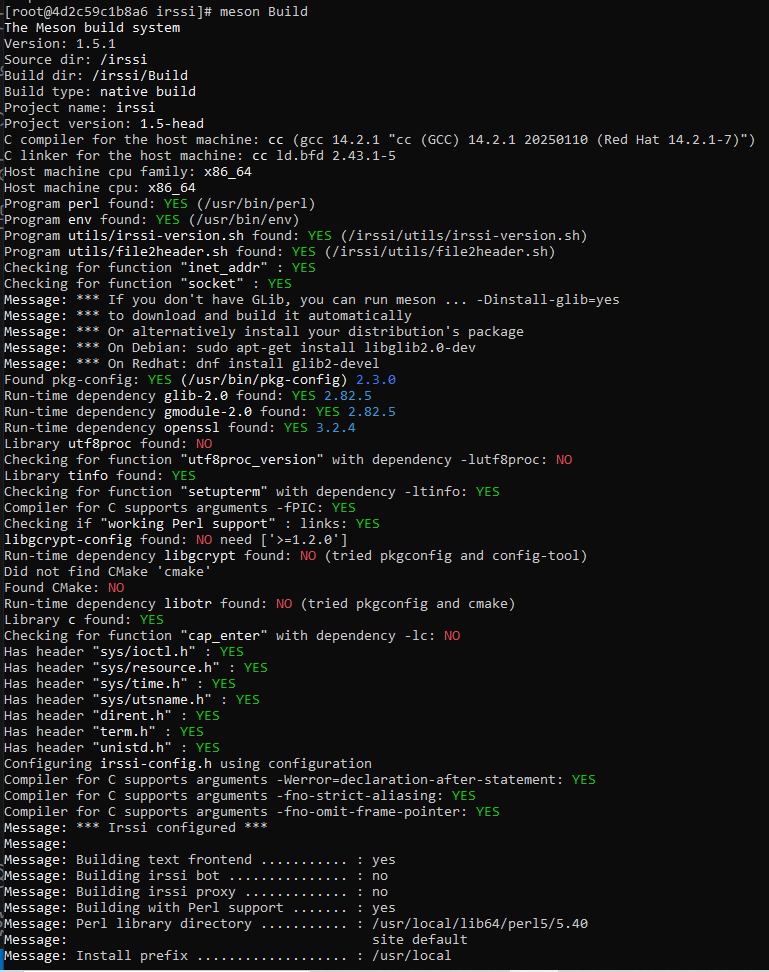 [root@4d2c59c1b8a6 irssi]# meson Build
The Meson build system
Version: 1.5.1
Source dir: /irssi
Build dir: /irssi/Build
Build type: native build
Project name: irssi
Project version: 1.5-head
C compiler for the host machine: cc (gcc 14.2.1 "cc (GCC) 14.2.1 20250110 (Red Hat 14.2.1-7)")
C linker for the host machine: cc ld.bfd 2.43.1-5
Host machine cpu family: x86_64
Host machine cpu: x86_64
Program perl found: YES (/usr/bin/perl)
Program env found: YES (/usr/bin/env)
Program utils/irssi-version.sh found: YES (/irssi/utils/irssi-version.sh)
Program utils/file2header.sh found: YES (/irssi/utils/file2header.sh)
Checking for function "inet_addr" : YES
Checking for function "socket" : YES
Message: *** If you don't have GLib, you can run meson ... -Dinstall-glib=yes
Message: *** to download and build it automatically
Message: *** Or alternatively install your distribution's package
Message: *** On Debian: sudo apt-get install libglib2.0-dev
Message: *** On Redhat: dnf install glib2-devel
Found pkg-config: YES (/usr/bin/pkg-config) 2.3.0
Run-time dependency glib-2.0 found: YES 2.82.5
Run-time dependency gmodule-2.0 found: YES 2.82.5
Run-time dependency openssl found: YES 3.2.4
Library utf8proc found: NO
Checking for function "utf8proc_version" with dependency -lutf8proc: NO
Library tinfo found: YES
Checking for function "setupterm" with dependency -ltinfo: YES
Compiler for C supports arguments -fPIC: YES
Checking if "working Perl support" : links: YES
libgcrypt-config found: NO need ['>=1.2.0']
Run-time dependency libgcrypt found: NO (tried pkgconfig and config-tool)
Did not find CMake 'cmake'
Found CMake: NO
Run-time dependency libotr found: NO (tried pkgconfig and cmake)
Library c found: YES
Checking for function "cap_enter" with dependency -lc: NO
Has header "sys/ioctl.h" : YES
Has header "sys/resource.h" : YES
Has header "sys/time.h" : YES
Has header "sys/utsname.h" : YES
Has header "dirent.h" : YES
Has header "term.h" : YES
Has header "unistd.h" : YES
Configuring irssi-config.h using configuration
Compiler for C supports arguments -Werror=declaration-after-statement: YES
Compiler for C supports arguments -fno-strict-aliasing: YES
Compiler for C supports arguments -fno-omit-frame-pointer: YES
Message: *** Irssi configured ***
Message:
Message: Building text frontend ........... : yes
Message: Building irssi bot ............... : no
Message: Building irssi proxy ............. : no
Message: Building with Perl support ....... : yes
Message: Perl library directory ........... : /usr/local/lib64/perl5/5.40
Message:                                      site default
Message: Install prefix ................... : /usr/local